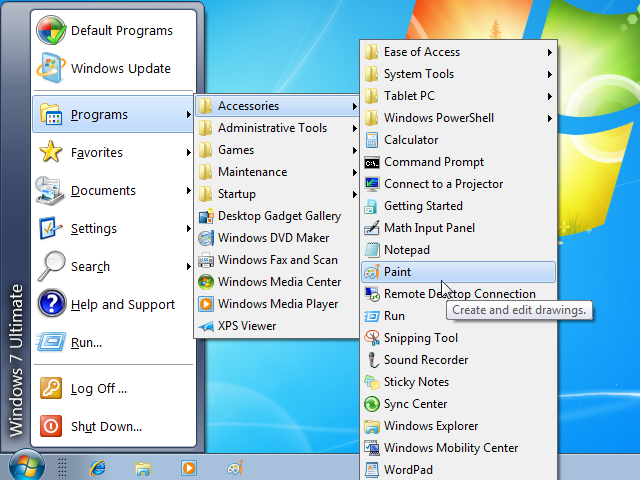 Default Programs
Windows Update
Programs
Favorites
Documents
Settings
Search
Help and Support
Run...
Log Off ...
Shut Down...
Windows 7 Ultimate
Accessories
Administrative Tools
Games
Maintenance
Startup
Desktop Gadget Gallery
Windows DVD Maker
Windows Fax and Scan
Windows Media Center
Windows Media Player
XPS Viewer
Ease of Access
System Tools
Tablet PC
Windows PowerShell
Calculator
Command Prompt
Connect to a Projector
Getting Started
Math Input Panel
Notepad
Paint
Remote Desktop Connection
Create and edit drawings.
Run
Snipping Tool
Sound Recorder
Sticky Notes
Sync Center
Windows Explorer
Windows Mobility Center
WordPad